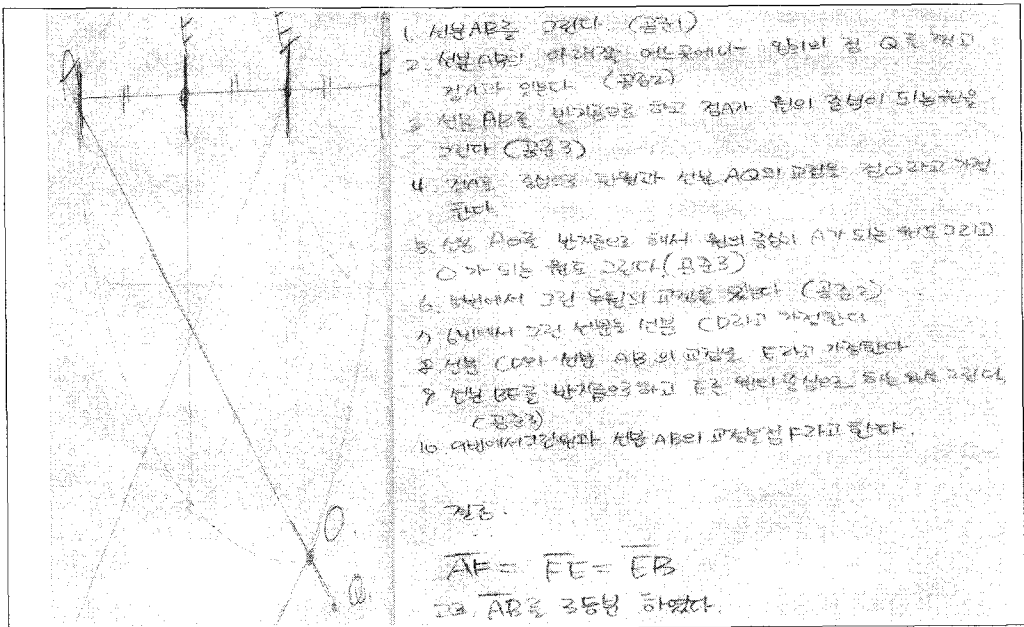 A
F
E
O
Q
1. 선분AB를 그린다 (공준1)
2. 선분AB의 아래쪽 어느곳에나 임의의 점 Q를 찍고
점A과 잇는다 (공준2)
3. 선분 AB를 반지름으로 하고 점A가 원의 중심이 되는원을
그린다 (공준3)
4. 중심으로 원과 선분 AQ의 교점을 점O라고 가정
한다
5. 선분 AO를 반지름으로 해서 원의 중심이 A가 되는 원도그리고
O가 되는 원도 그린다 (공준3)
6. 5번에서 그린 두원의 교점을 잇는다 (공준2)
7. 6번에서 그린 선분을 선분 CD라고 가정한다
8. 선분 CD와 선분 AB의 교점을 E라고 가정한다
9. 선분 BE를 반지름으로하고 E를 원의 중심으로 하는 원을 그린다
(공준3)
10. 9번에서그린원과 선분 AB의 교점을점 F라고 한다.
결론.
AF = FE = EB
AB를 3등분 하였다.